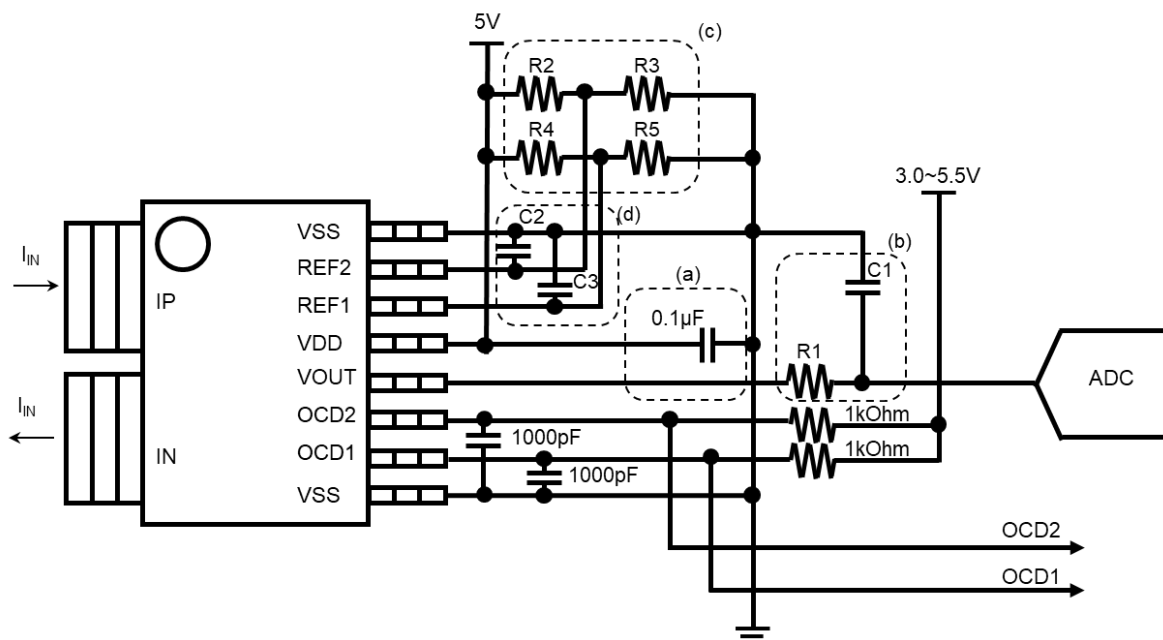 5V
(c)
R2
R3
R4
R5
3.0~5.5V
C2
(d)
(b)
VSS
C1
IIN
REF2
C3
(a)
IP
REF1
0.1µF
VDD
R1
VOUT
ADC
IIN
OCD2
1kOhm
1000pF
1kOhm
IN
OCD1
1000pF
VSS
OCD2
OCD1